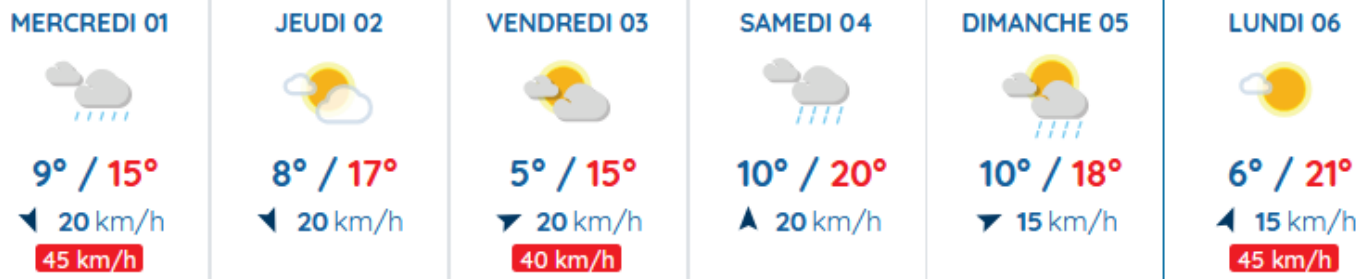 MERCREDI 01
9° / 15°
20 km/h
45 km/h
JEUDI 02
8° / 17°
20 km/h
VENDREDI 03
5° / 15°
20 km/h
40 km/h
SAMEDI 04
10° / 20°
20 km/h
DIMANCHE 05
10° / 18°
15 km/h
LUNDI 06
6° / 21°
15 km/h
45 km/h